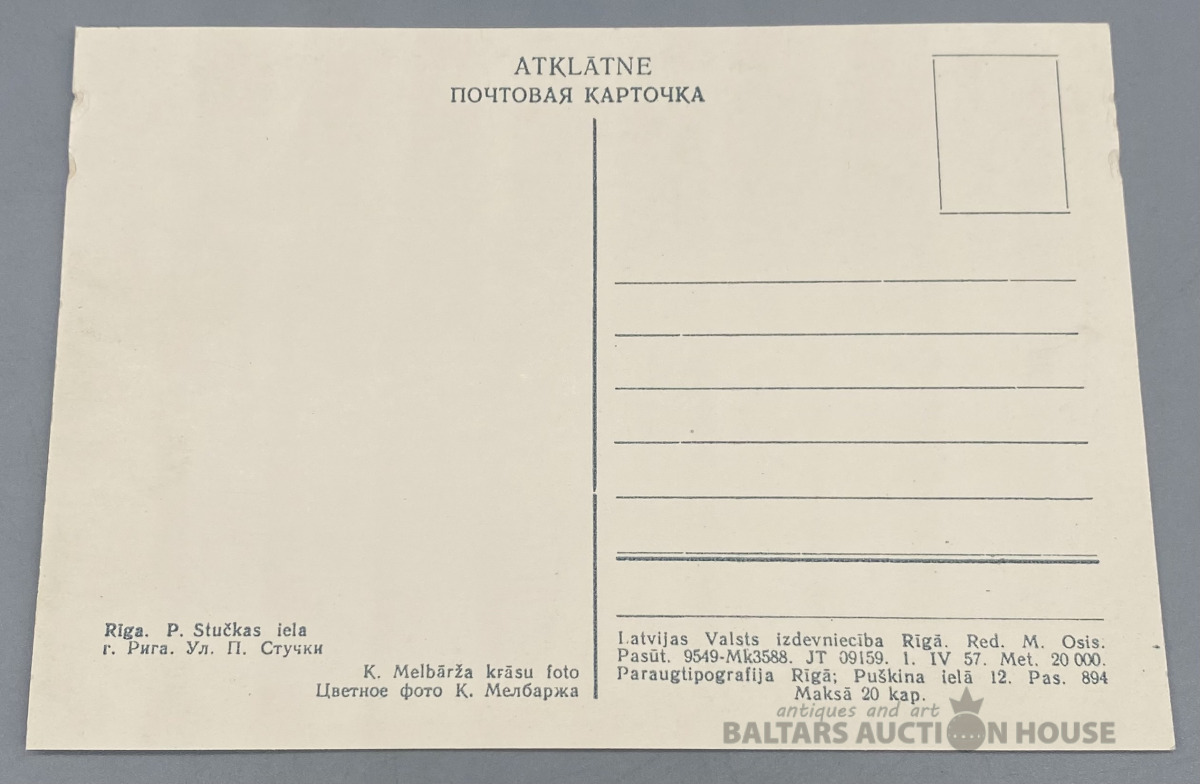 ATĶLĀTNE
ПОЧТОВАЯ КАРТОЧКА
Rīga. P. Stučkas iela
г. Рига. Ул. П. Стучки
K. Melbārža krāsu foto
Цветное фото К. Мелбаржа
Latvijas Valsts izdevniecība Rīgā. Red. M. Osis.
Pasūt. 9549-Mk3588. JT 09159. 1. IV 57. Met. 20 000.
Paraugtipografija Rīgā; Puškina ielā 12. Pas. 894
Maksā 20 kap.
antiques and art
BALTARS AUCTION HOUSE